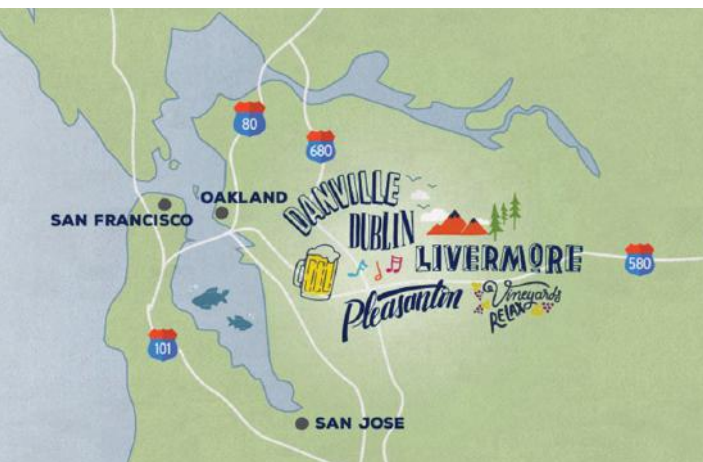 80
680
DANVILLE
OAKLAND
SAN FRANCISCO
DUBLIN
LIVERMORE
580
Pleasanton
Vineyards
RELAX
101
SAN JOSE